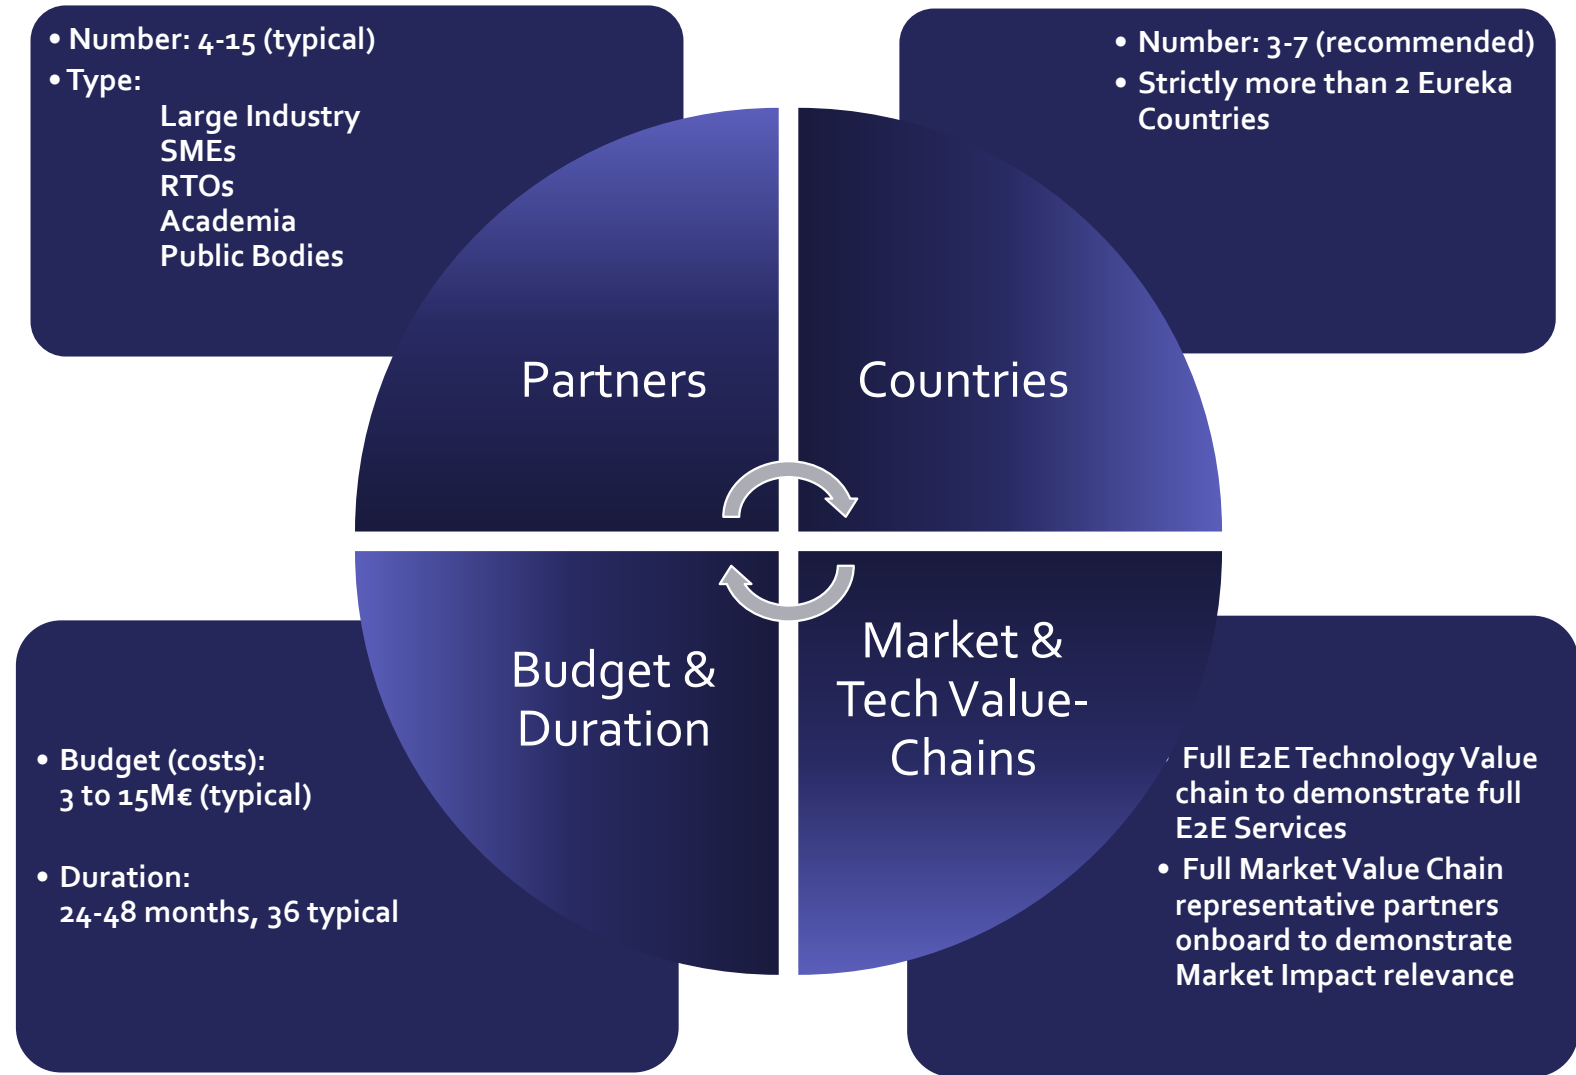 • Number: 4-15 (typical)
• Type:
Large Industry
SMEs
RTOs
Academia
Public Bodies
• Number: 3-7 (recommended)
• Strictly more than 2 Eureka
Countries
Partners
Countries
Budget &
Duration
Market &
Tech Value-
Chains
• Budget (costs):
3 to 15M€ (typical)
• Duration:
24-48 months, 36 typical
• Full E2E Technology Value
chain to demonstrate full
E2E Services
• Full Market Value Chain
representative partners
onboard to demonstrate
Market Impact relevance